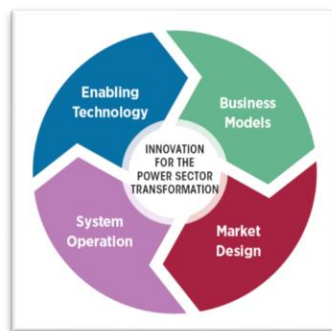 Enabling
Technology
Business
Models
INNOVATION
FOR THE
POWER SECTOR
TRANSFORMATION
System
Operation
Market
Design